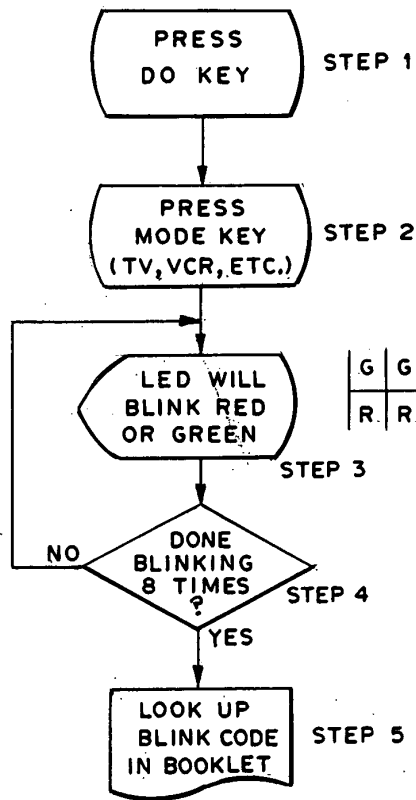 PRESS
DO KEY
STEP 1
PRESS
MODE KEY
(TV, VCR, ETC.)
STEP 2
LED WILL
BLINK RED
OR GREEN
G G
R R
STEP 3
NO
DONE
BLINKING
8 TIMES
?
STEP 4
YES
LOOK UP
BLINK CODE
IN BOOKLET
STEP 5